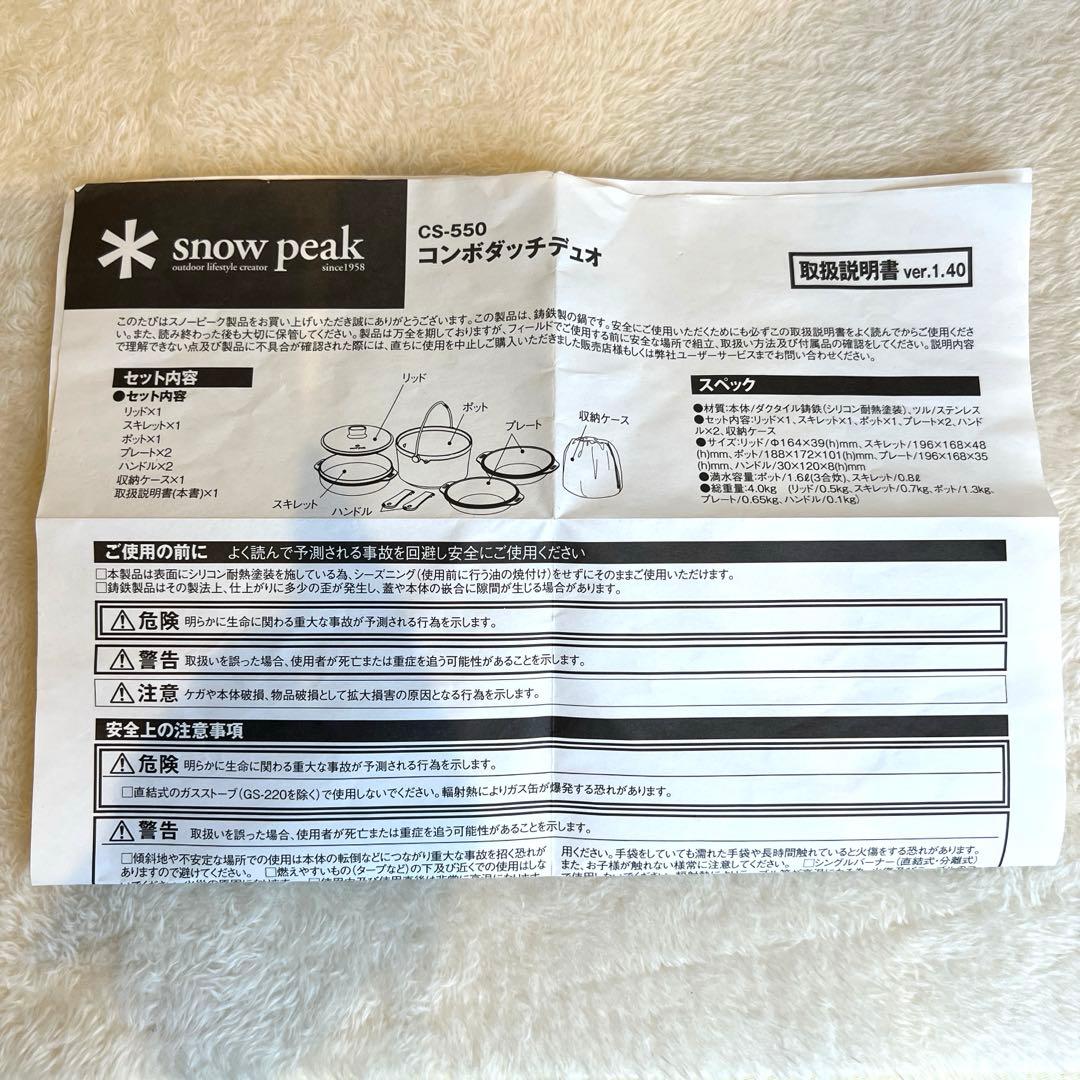 snow peak
outdoor lifestyle creator
since1958
CS-550
コンボダッチデュオ
取扱説明書 ver.1.40
このたびはスノーピーク製品をお買い上げいただき誠にありがとうございます。この製品は、鋳鉄製の鍋です。安全にご使用いただくためにも必ずこの取扱説明書をよく読んでからご使用くださ
い。また、読み終わった後も大切に保管してください。製品は万全を期しておりますが、フィールドでご使用する前に安全な場所で組立、取扱い方法及び付属品の確認をしてください。説明内容
で理解できない点及び製品に不具合が確認された際には、直ちに使用を中止しご購入いただきました販売店様もしくは弊社ユーザーサービスまでお問い合わせください。
セット内容
●セット内容
リッド×1
スキレット×1
ポット×1
プレート×2
ハンドル×2
収納ケース×1
取扱説明書(本書)×1
リッド
ポット
プレート
収納ケース
スキレット
ハンドル
スペック
●材質:本体/ダクタイル鋳鉄(シリコン耐熱塗装)、ツル/ステンレス
●セット内容:リッド×1、スキレット×1、ポット×1、プレート×2、ハンド
ル×2、収納ケース
●サイズ:リッド/Φ164×39(h)mm、スキレット/196×168×48
(h)mm、ポット/188×172×101(h)mm、プレート/196×168×35
(h)mm、ハンドル/30×120×8(h)mm
●満水容量:ポット/1.6ℓ(3合炊)、スキレット/0.8ℓ
●総重量:4.0kg (リッド/0.5kg、スキレット/0.7kg、ポット/1.3kg、
プレート/0.65kg、ハンドル/0.1kg)
ご使用の前に よく読んで予測される事故を回避し安全にご使用ください
□本製品は表面にシリコン耐熱塗装を施している為、シーズニング(使用前に行う油の焼付け)をせずにそのままご使用いただけます。
□鋳鉄製品はその製法上、仕上がりに多少の歪が発生し、蓋や本体の嵌合に隙間が生じる場合があります。
⚠危険 明らかに生命に関わる重大な事故が予測される行為を示します。
⚠警告 取扱いを誤った場合、使用者が死亡または重症を追う可能性があることを示します。
⚠注意 ケガや本体破損、物品破損として拡大損害の原因となる行為を示します。
安全上の注意事項
⚠危険 明らかに生命に関わる重大な事故が予測される行為を示します。
□直結式のガスストーブ(GS-220を除く)で使用しないでください。輻射熱によりガス缶が爆発する恐れがあります。
⚠警告 取扱いを誤った場合、使用者が死亡または重症を追う可能性があることを示します。
□傾斜地や不安定な場所での使用は本体の転倒などにつながり重大な事故を招く恐れが
ありますので避けてください。 □燃えやすいもの(タープなど)の下及び近くでの使用はしな
用ください。手袋をしていても濡れた手袋や長時間触れていると火傷をする恐れがあります。
また、お子様が触れない様常に注意してください。 □シングルバーナー(直結式・分離式)